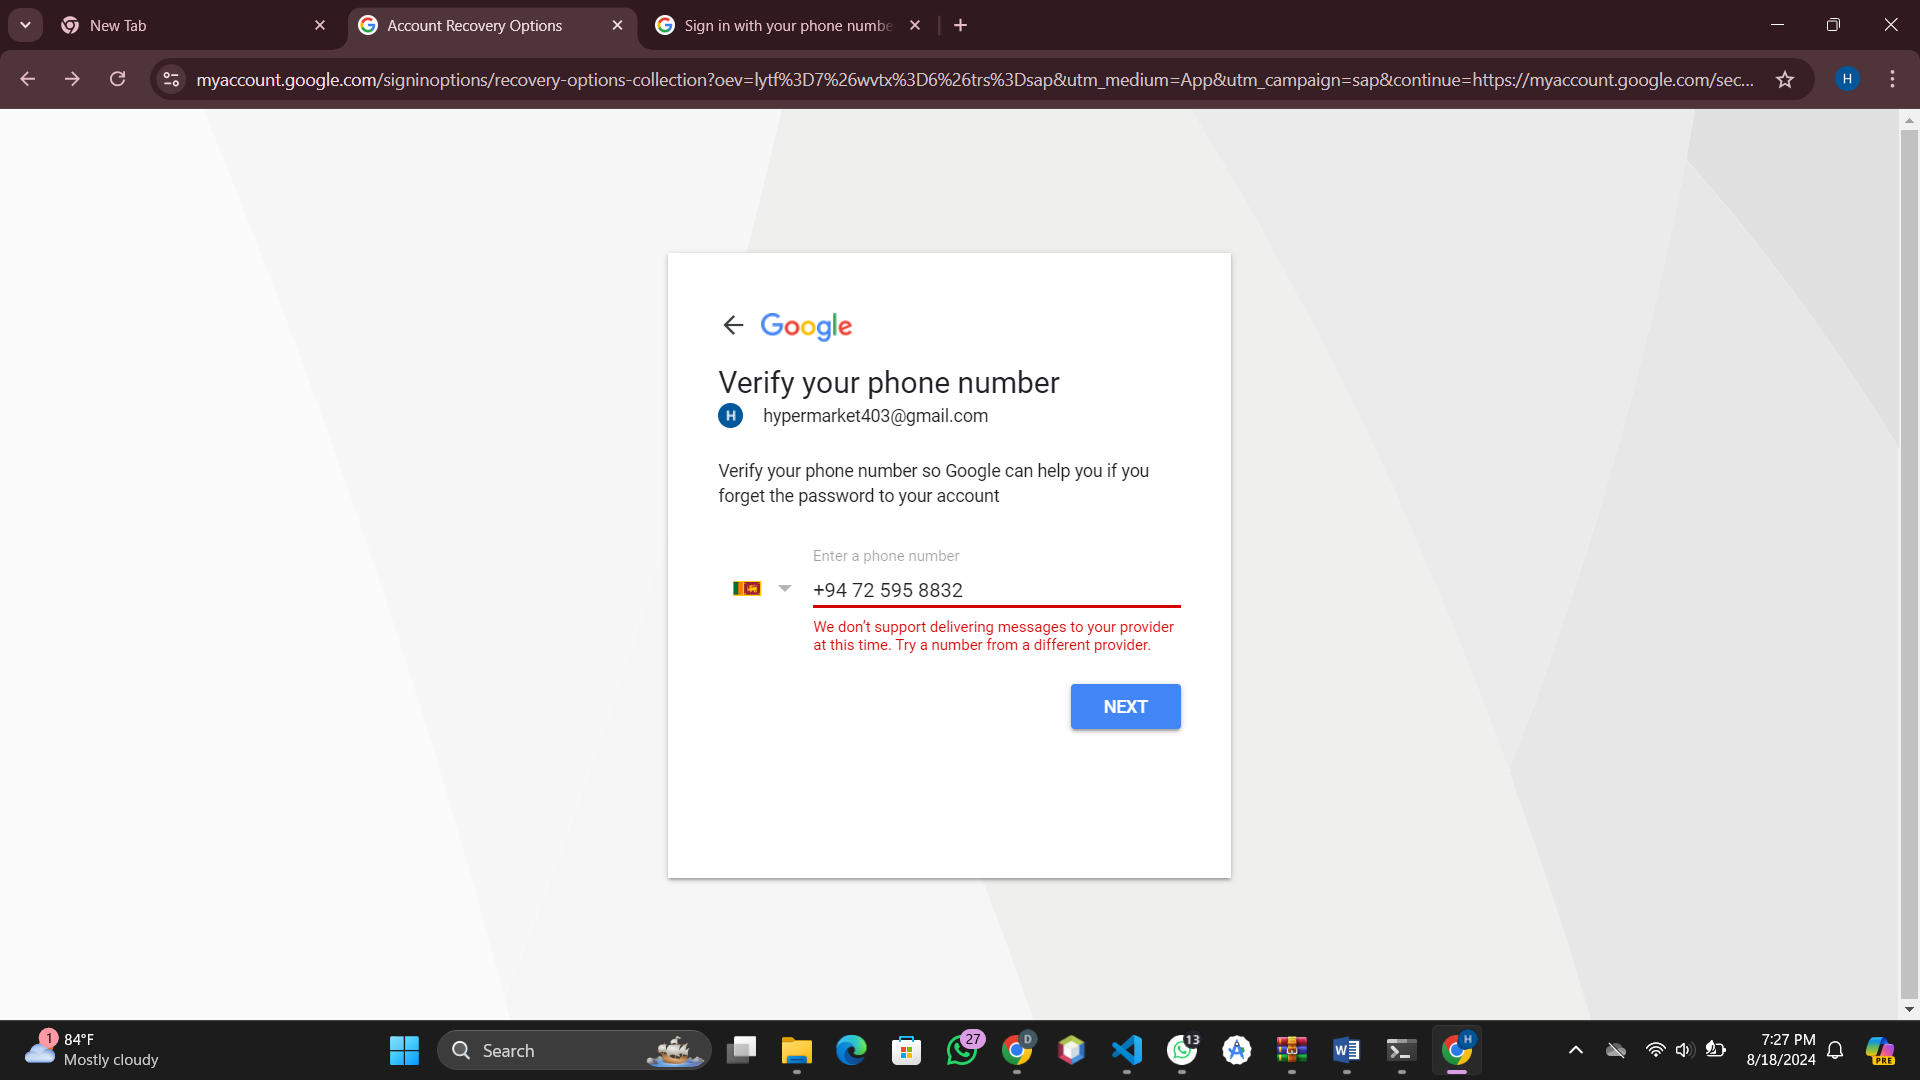 New Tab
Account Recovery Options
Sign in with your phone numbe
myaccount.google.com/signinoptions/recovery-options-collection?oev=lytf%3D7%26wvtx%3D6%26trs%3Dsap&utm_medium=App&utm_campaign=sap&continue=https://myaccount.google.com/sec...
H
Google
Verify your phone number
H
hypermarket403@gmail.com
Verify your phone number so Google can help you if you
forget the password to your account
Enter a phone number
+94 72 595 8832
We don't support delivering messages to your provider
at this time. Try a number from a different provider.
NEXT
1
84°F
Mostly cloudy
Search
27
D
13
W
H
7:27 PM
8/18/2024
PRE